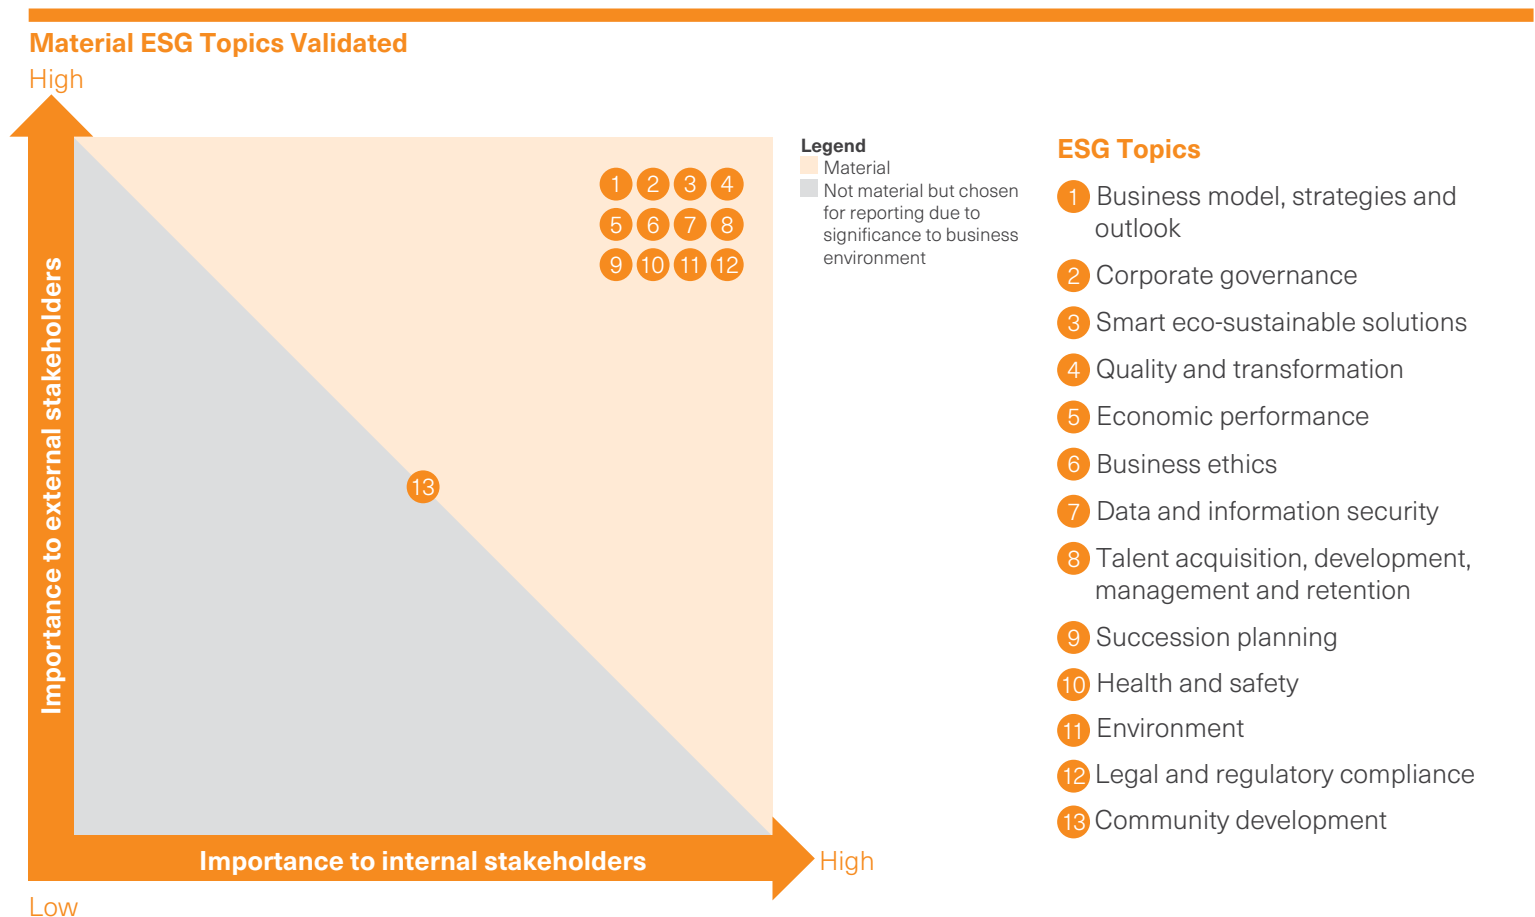 Material ESG Topics Validated
High
Importance to external stakeholders
1 2 3 4
5 6 7 8
9 10 11 12
13
Importance to internal stakeholders
High
Low
Legend
Material
Not material but chosen
for reporting due to
significance to business
environment
ESG Topics
1 Business model, strategies and
outlook
2 Corporate governance
3 Smart eco-sustainable solutions
4 Quality and transformation
5 Economic performance
6 Business ethics
7 Data and information security
8 Talent acquisition, development,
management and retention
9 Succession planning
10 Health and safety
11 Environment
12 Legal and regulatory compliance
13 Community development